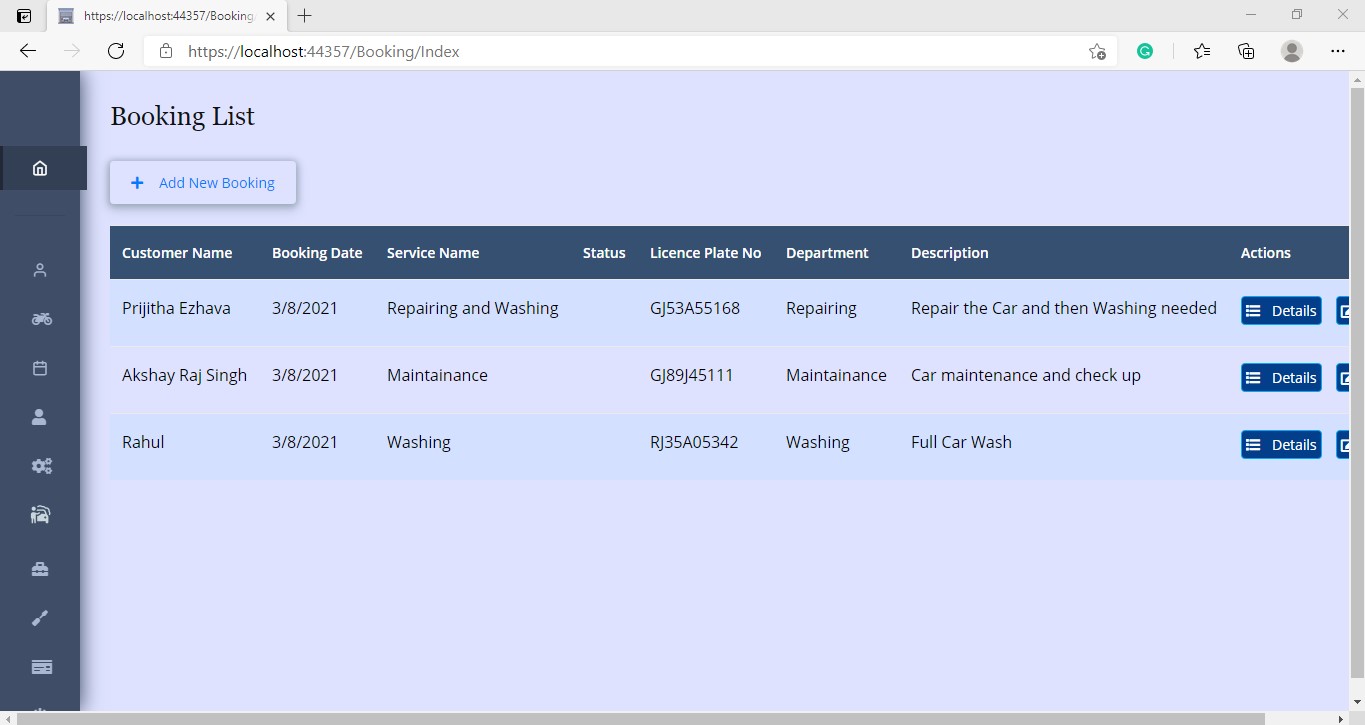 https://localhost:44357/Booking
https://localhost:44357/Booking/Index
Booking List
Add New Booking
Customer Name Booking Date Service Name Status Licence Plate No Department Description Actions
Prijitha Ezhava 3/8/2021 Repairing and Washing GJ53A55168 Repairing Repair the Car and then Washing needed Details
Akshay Raj Singh 3/8/2021 Maintainance GJ89J45111 Maintainance Car maintenance and check up Details
Rahul 3/8/2021 Washing RJ35A05342 Washing Full Car Wash Details